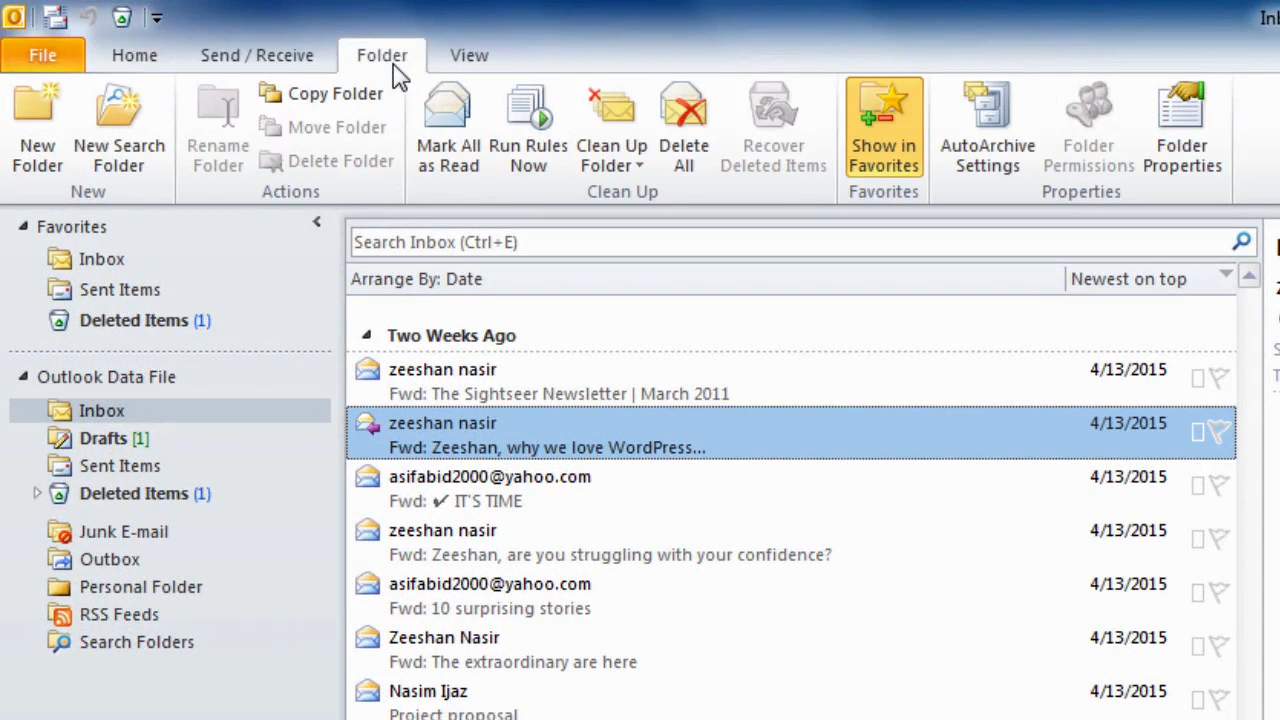 Inb
File Home Send / Receive Folder View
New Folder
New Search Folder
Rename Folder
Copy Folder
Move Folder
Delete Folder
Mark All as Read
Run Rules Now
Clean Up Folder
Delete All
Recover Deleted Items
Show in Favorites
AutoArchive Settings
Folder Permissions
Folder Properties
New Actions Clean Up Favorites Properties
Favorites
Inbox
Sent Items
Deleted Items (1)
Outlook Data File
Inbox
Drafts [1]
Sent Items
Deleted Items (1)
Junk E-mail
Outbox
Personal Folder
RSS Feeds
Search Folders
Search Inbox (Ctrl+E)
Arrange By: Date Newest on top
Two Weeks Ago
zeeshan nasir 4/13/2015
Fwd: The Sightseer Newsletter | March 2011
zeeshan nasir 4/13/2015
Fwd: Zeeshan, why we love WordPress...
asifabid2000@yahoo.com 4/13/2015
Fwd: ✔ IT'S TIME
zeeshan nasir 4/13/2015
Fwd: Zeeshan, are you struggling with your confidence?
asifabid2000@yahoo.com 4/13/2015
Fwd: 10 surprising stories
Zeeshan Nasir 4/13/2015
Fwd: The extraordinary are here
Nasim Ijaz 4/13/2015
Project proposal